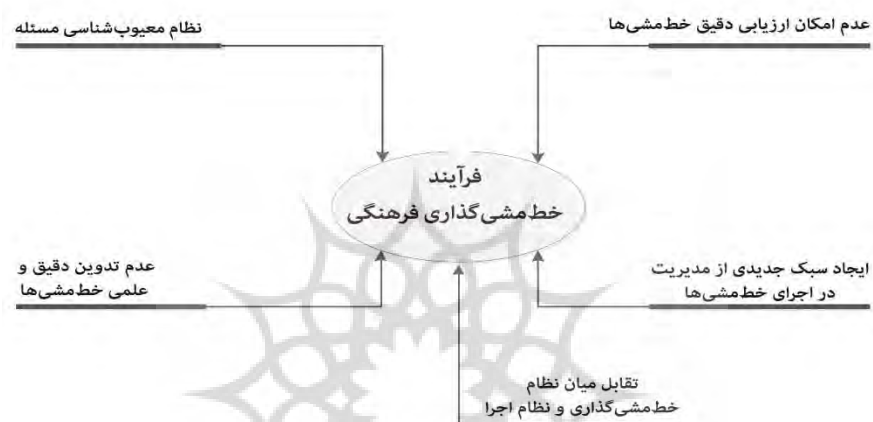 عدم امکان ارزیابی دقیق خط‌مشی‌ها
نظام معیوب‌شناسی مسئله
فرآیند
خط‌مشی‌گذاری فرهنگی
ایجاد سبک جدیدی از مدیریت
در اجرای خط‌مشی‌ها
عدم تدوین دقیق و
علمی خط‌مشی‌ها
تقابل میان نظام
خط‌مشی‌گذاری و نظام اجرا